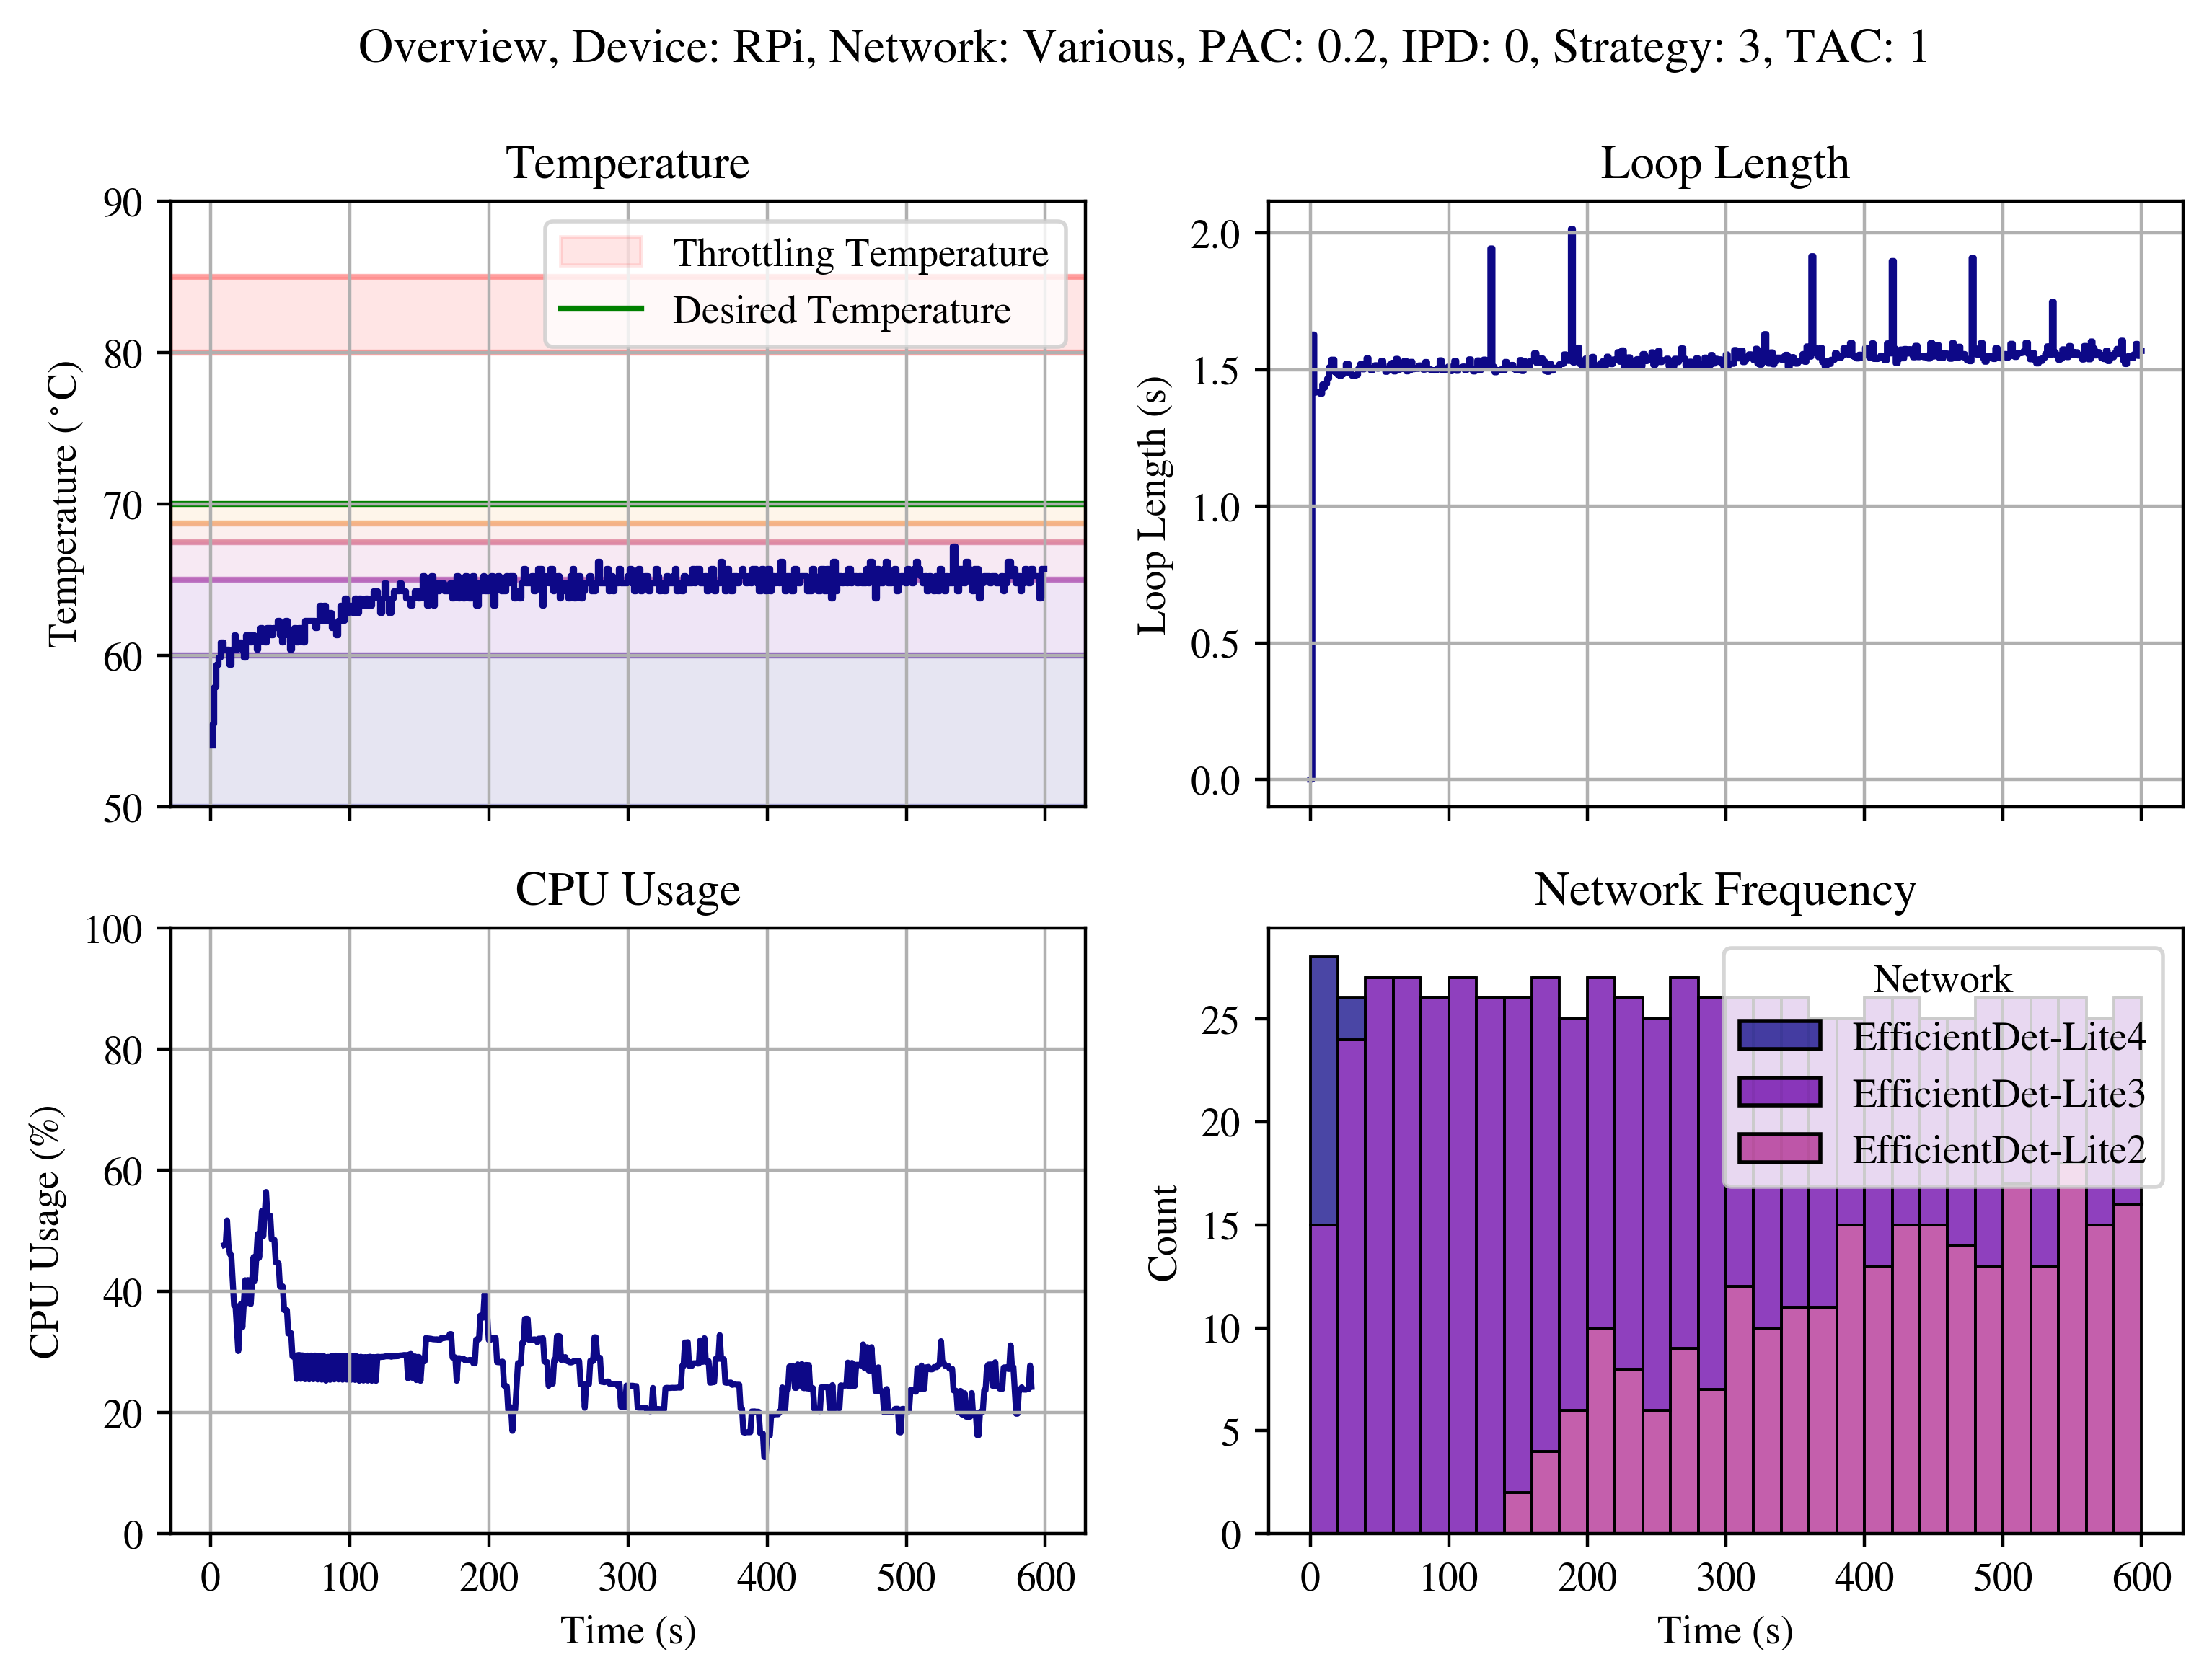 Overview, Device: RPi, Network: Various, PAC: 0.2, IPD: 0, Strategy: 3, TAC: 1
Temperature
90
80
70
60
50
Temperature (°C)
Throttling Temperature
Desired Temperature
Loop Length
2.0
1.5
1.0
0.5
0.0
Loop Length (s)
CPU Usage
100
80
60
40
20
0
CPU Usage (%)
0 100 200 300 400 500 600
Time (s)
Network Frequency
25
20
15
10
5
0
Count
Network
EfficientDet-Lite4
EfficientDet-Lite3
EfficientDet-Lite2
0 100 200 300 400 500 600
Time (s)